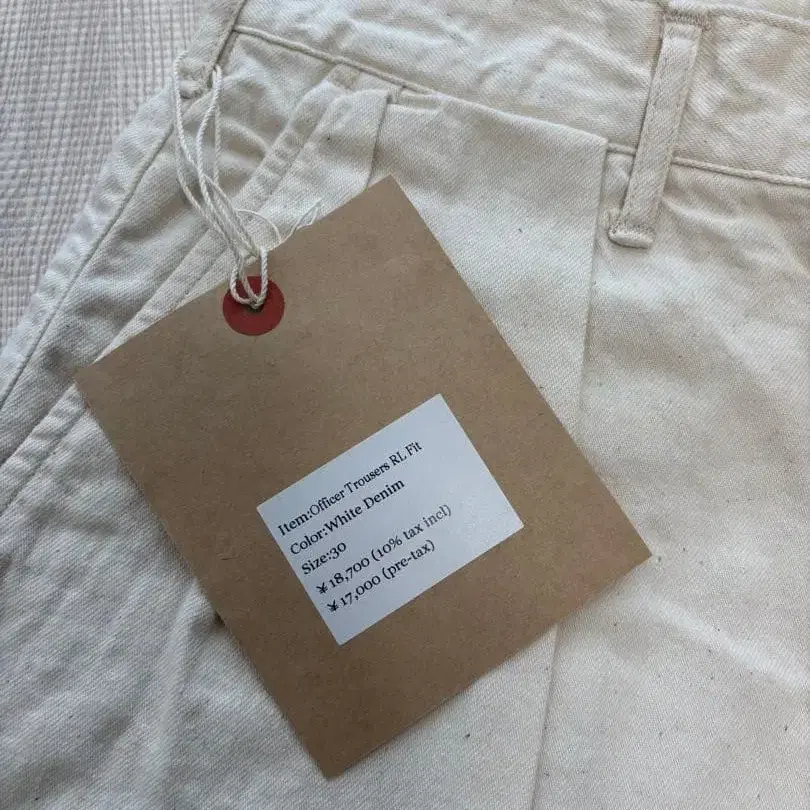 Item:Officer Trousers RL Fit
Color:White Denim
Size:30
¥18,700 (10% tax incl)
¥17,000 (pre-tax)